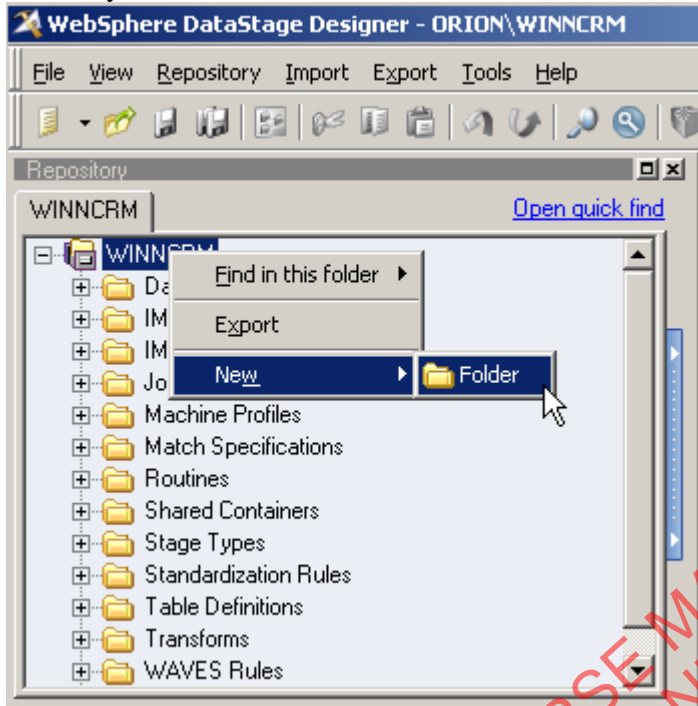 WebSphere DataStage Designer - ORION\WINNCRM
File View Repository Import Export Tools Help
Repository
WINNCRM Open quick find
Find in this folder
Export
New Folder
Machine Profiles
Match Specifications
Routines
Shared Containers
Stage Types
Standardization Rules
Table Definitions
Transforms
WAVES Rules